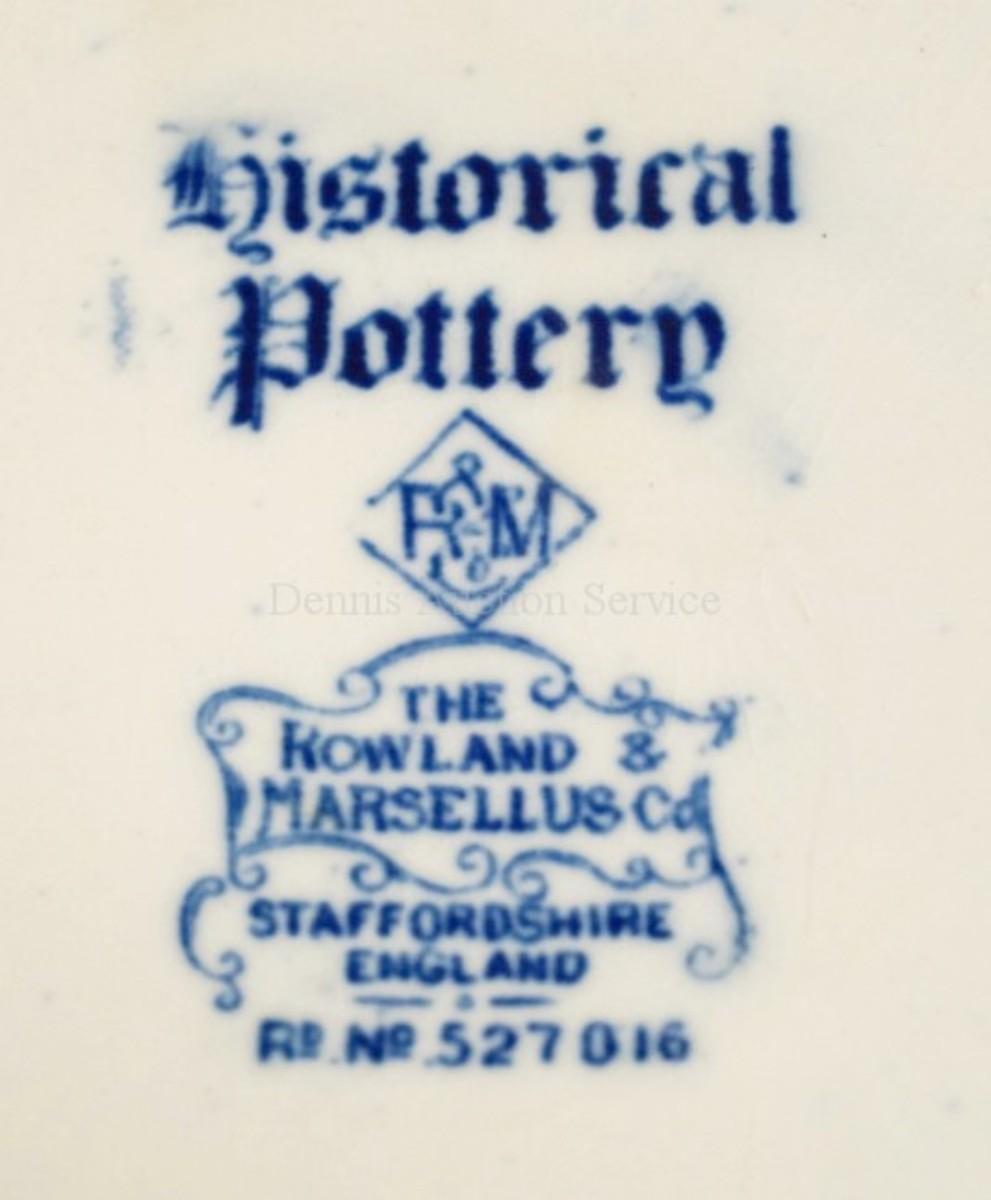 Historical
Pottery
R & M
Co
Dennis Auction Service
THE
ROWLAND &
MARSELLUS Co
STAFFORDSHIRE
ENGLAND
Rd. No. 527016